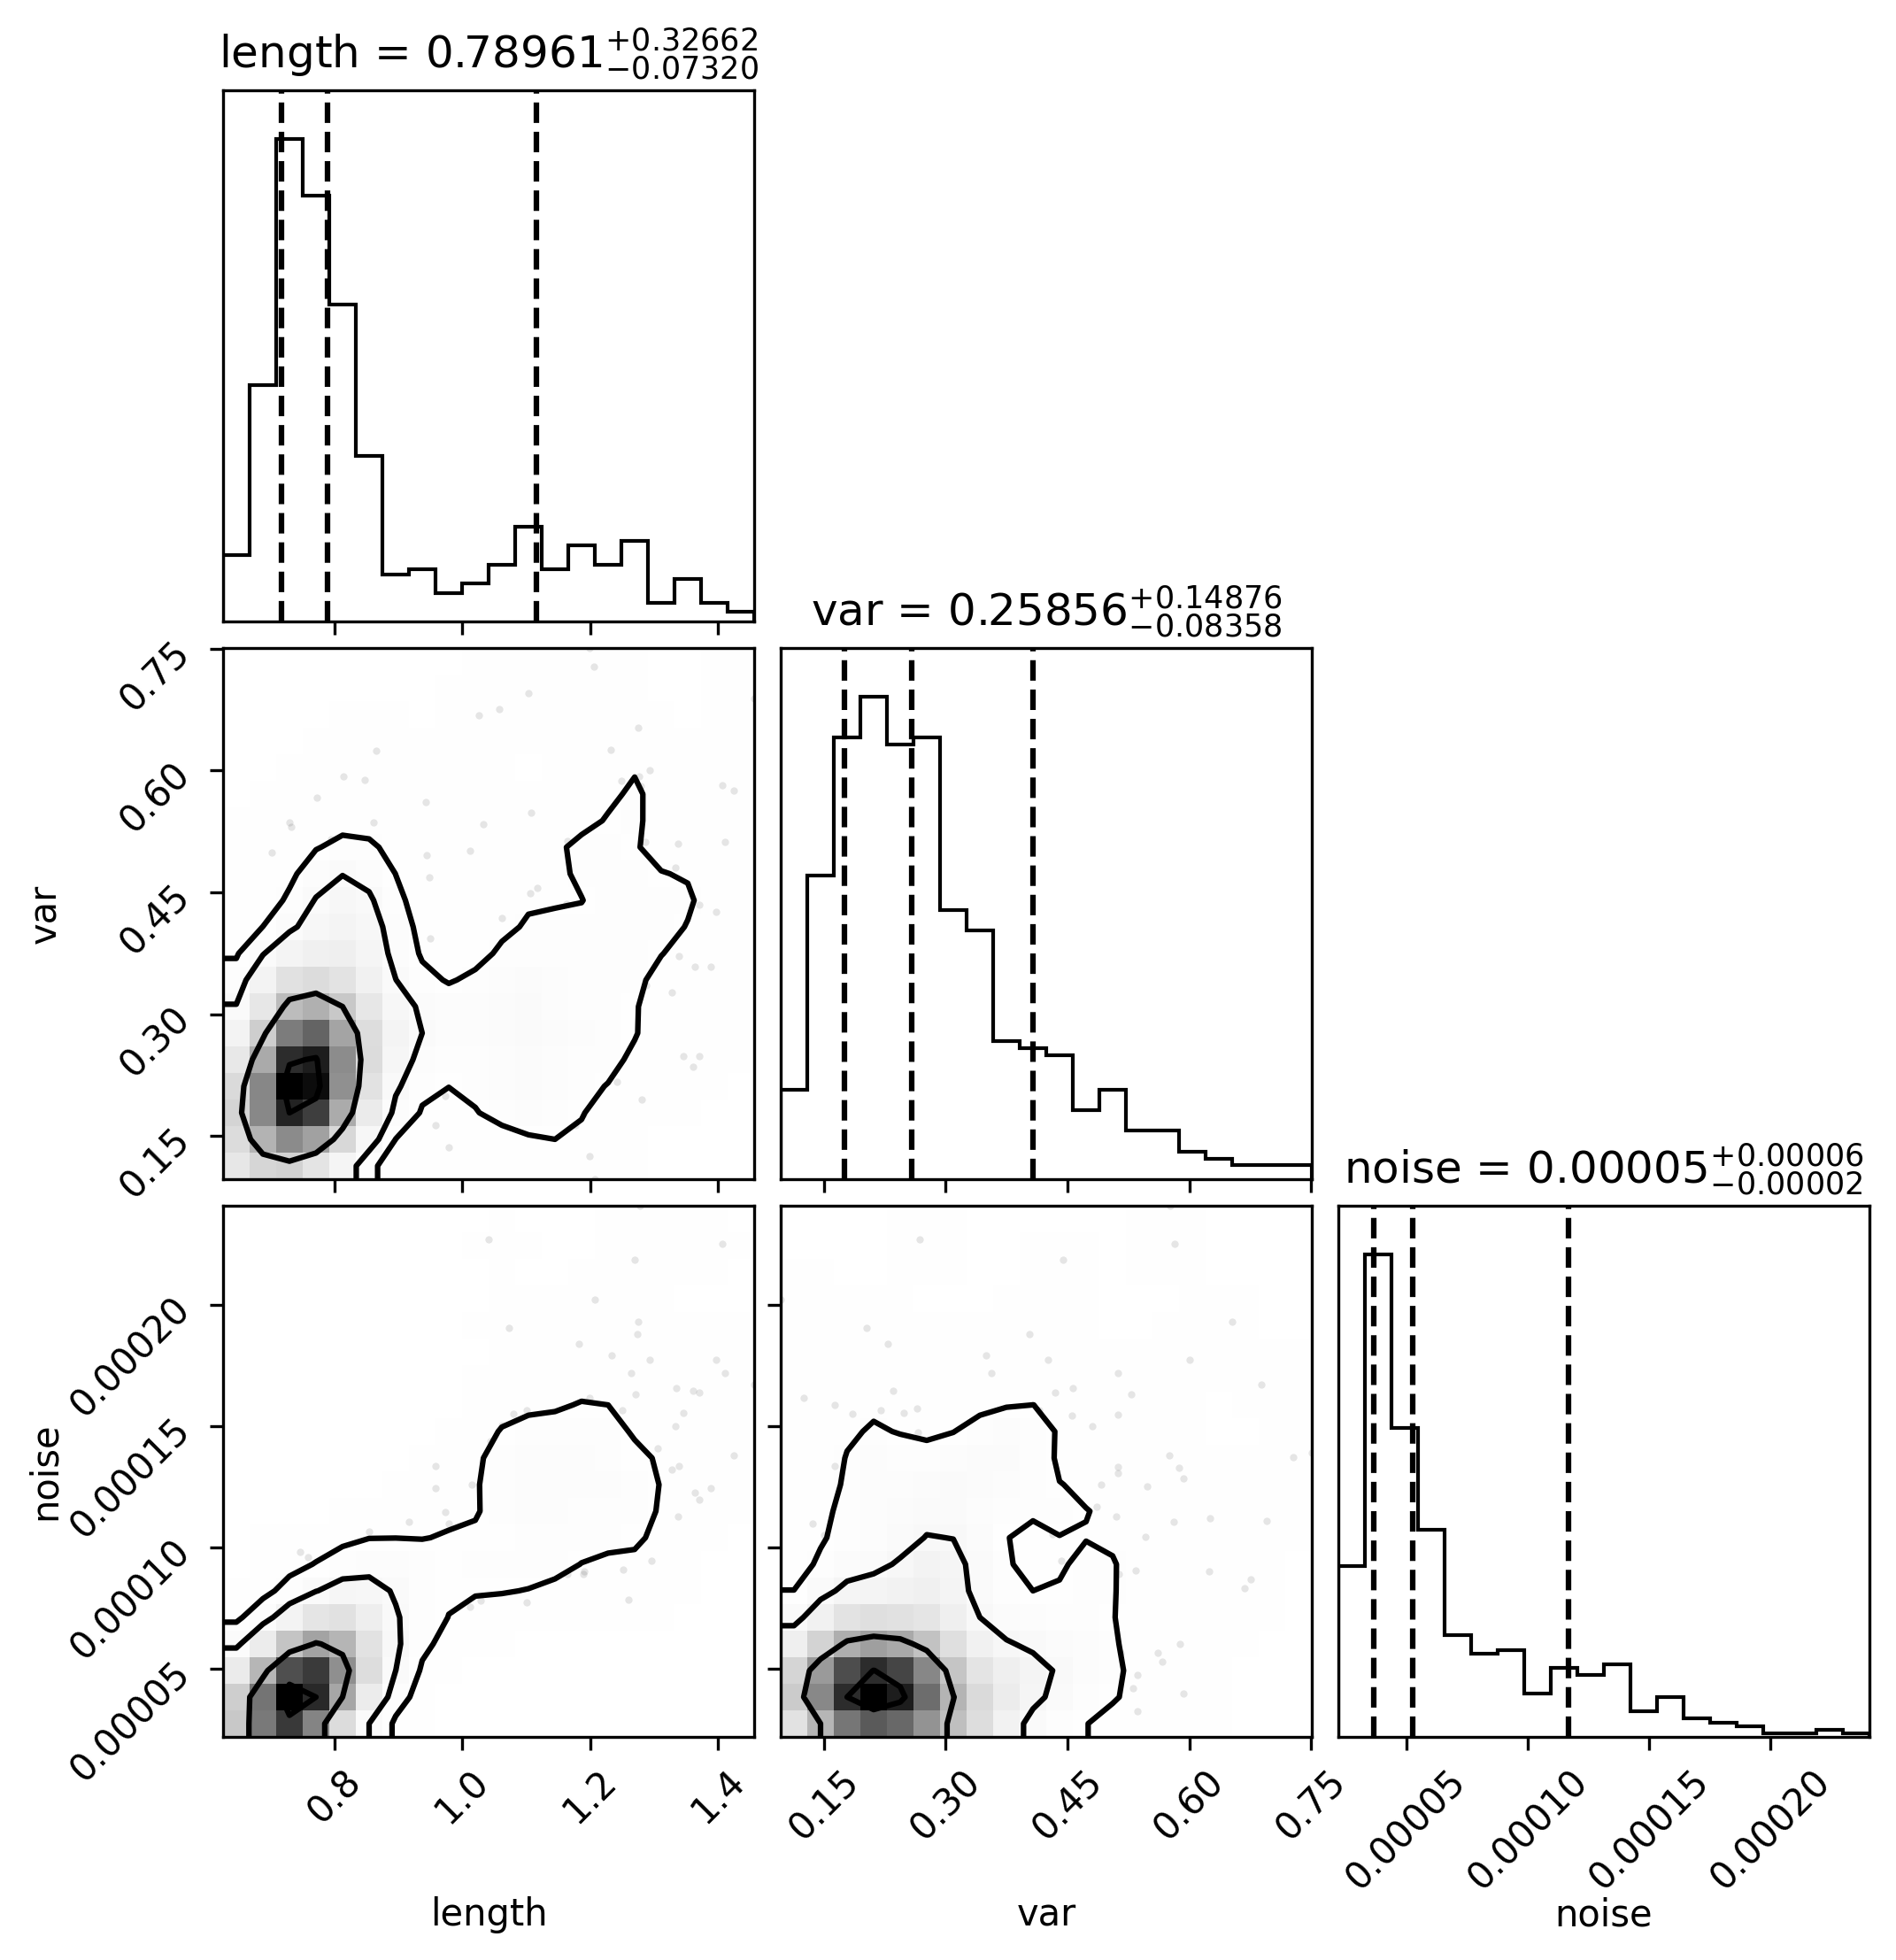 length = 0.78961+0.32662−0.07320
var = 0.25856+0.14876−0.08358
0.75
0.60
0.45
0.30
0.15
var
noise = 0.00005+0.00006−0.00002
0.00020
0.00015
0.00010
0.00005
noise
0.8 1.0 1.2 1.4
0.15 0.30 0.45 0.60 0.75
0.00005 0.00010 0.00015 0.00020
length var noise